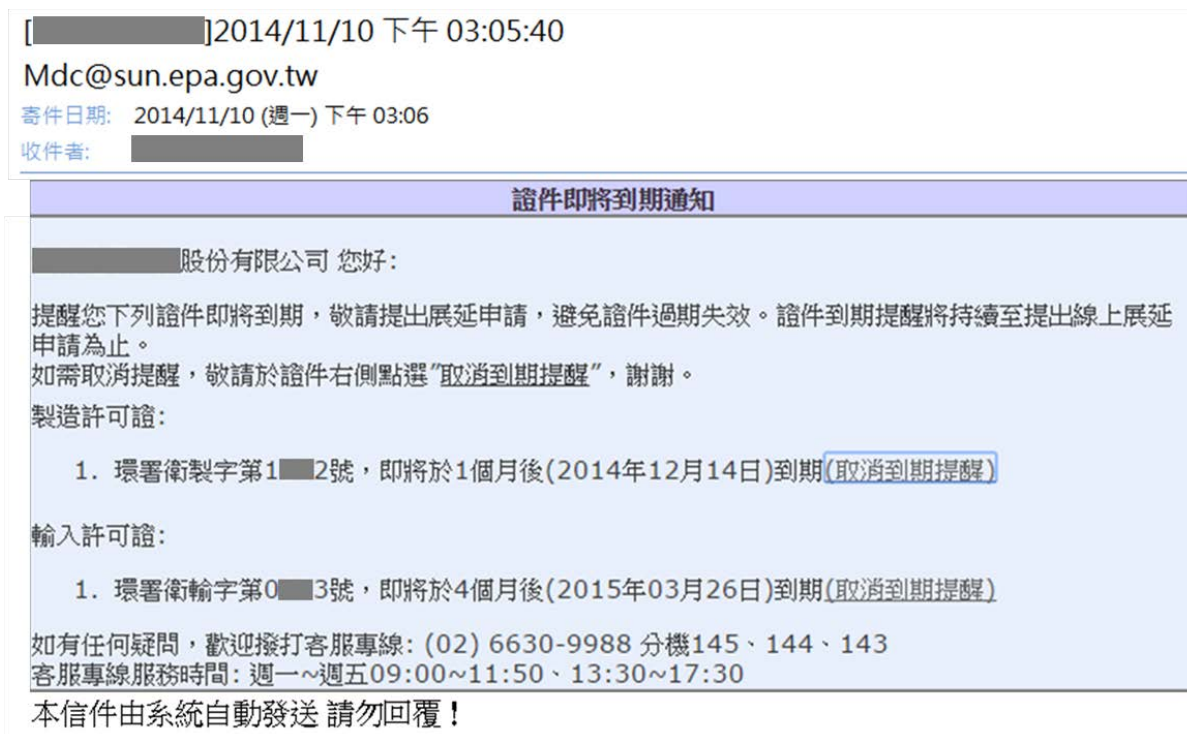 [ ]2014/11/10 下午 03:05:40
Mdc@sun.epa.gov.tw
寄件日期: 2014/11/10 (週一) 下午 03:06
收件者:
證件即將到期通知
股份有限公司 您好:
提醒您下列證件即將到期，敬請提出展延申請，避免證件過期失效。證件到期提醒將持續至提出線上展延
申請為止。
如需取消提醒，敬請於證件右側點選"取消到期提醒"，謝謝。
製造許可證:
1. 環署衛製字第1 2號，即將於1個月後(2014年12月14日)到期(取消到期提醒)
輸入許可證:
1. 環署衛輸字第0 3號，即將於4個月後(2015年03月26日)到期(取消到期提醒)
如有任何疑問，歡迎撥打客服專線: (02) 6630-9988 分機145、144、143
客服專線服務時間: 週一~週五09:00~11:50、13:30~17:30
本信件由系統自動發送 請勿回覆！